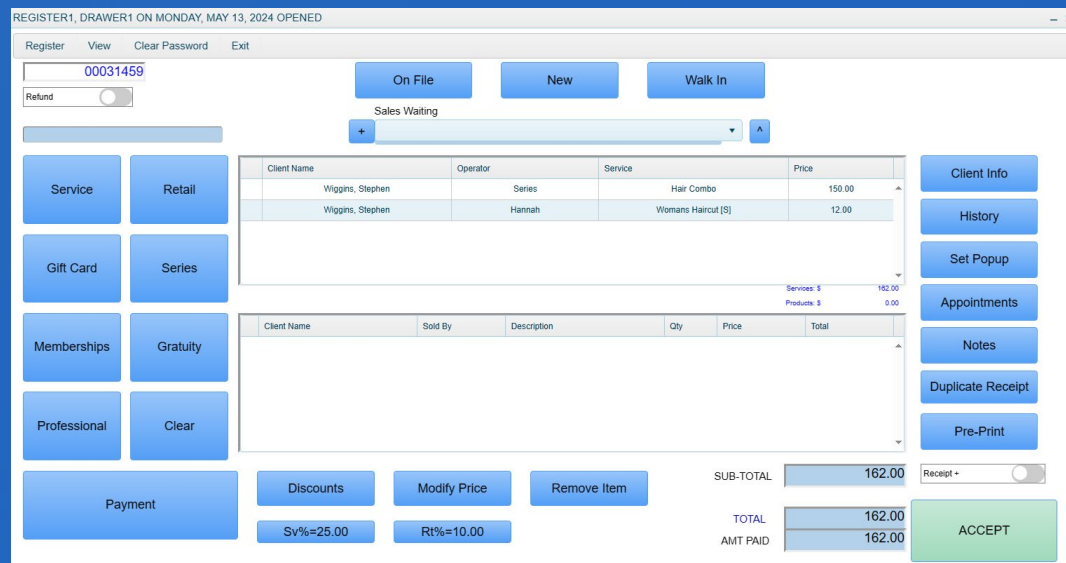 REGISTER1, DRAWER1 ON MONDAY, MAY 13, 2024 OPENED
Register View Clear Password Exit
00031459
Refund
On File New Walk In
Sales Waiting
+ ^
Service Retail
Gift Card Series
Memberships Gratuity
Professional Clear
Payment
Client Name Operator Service Price
Wiggins, Stephen Series Hair Combo 150.00
Wiggins, Stephen Hannah Womans Haircut [S] 12.00
Services: $ 162.00
Products: $ 0.00
Client Name Sold By Description Qty Price Total
Discounts Modify Price Remove Item
Sv%=25.00 Rt%=10.00
SUB-TOTAL 162.00
TOTAL 162.00
AMT PAID 162.00
Client Info
History
Set Popup
Appointments
Notes
Duplicate Receipt
Pre-Print
Receipt +
ACCEPT